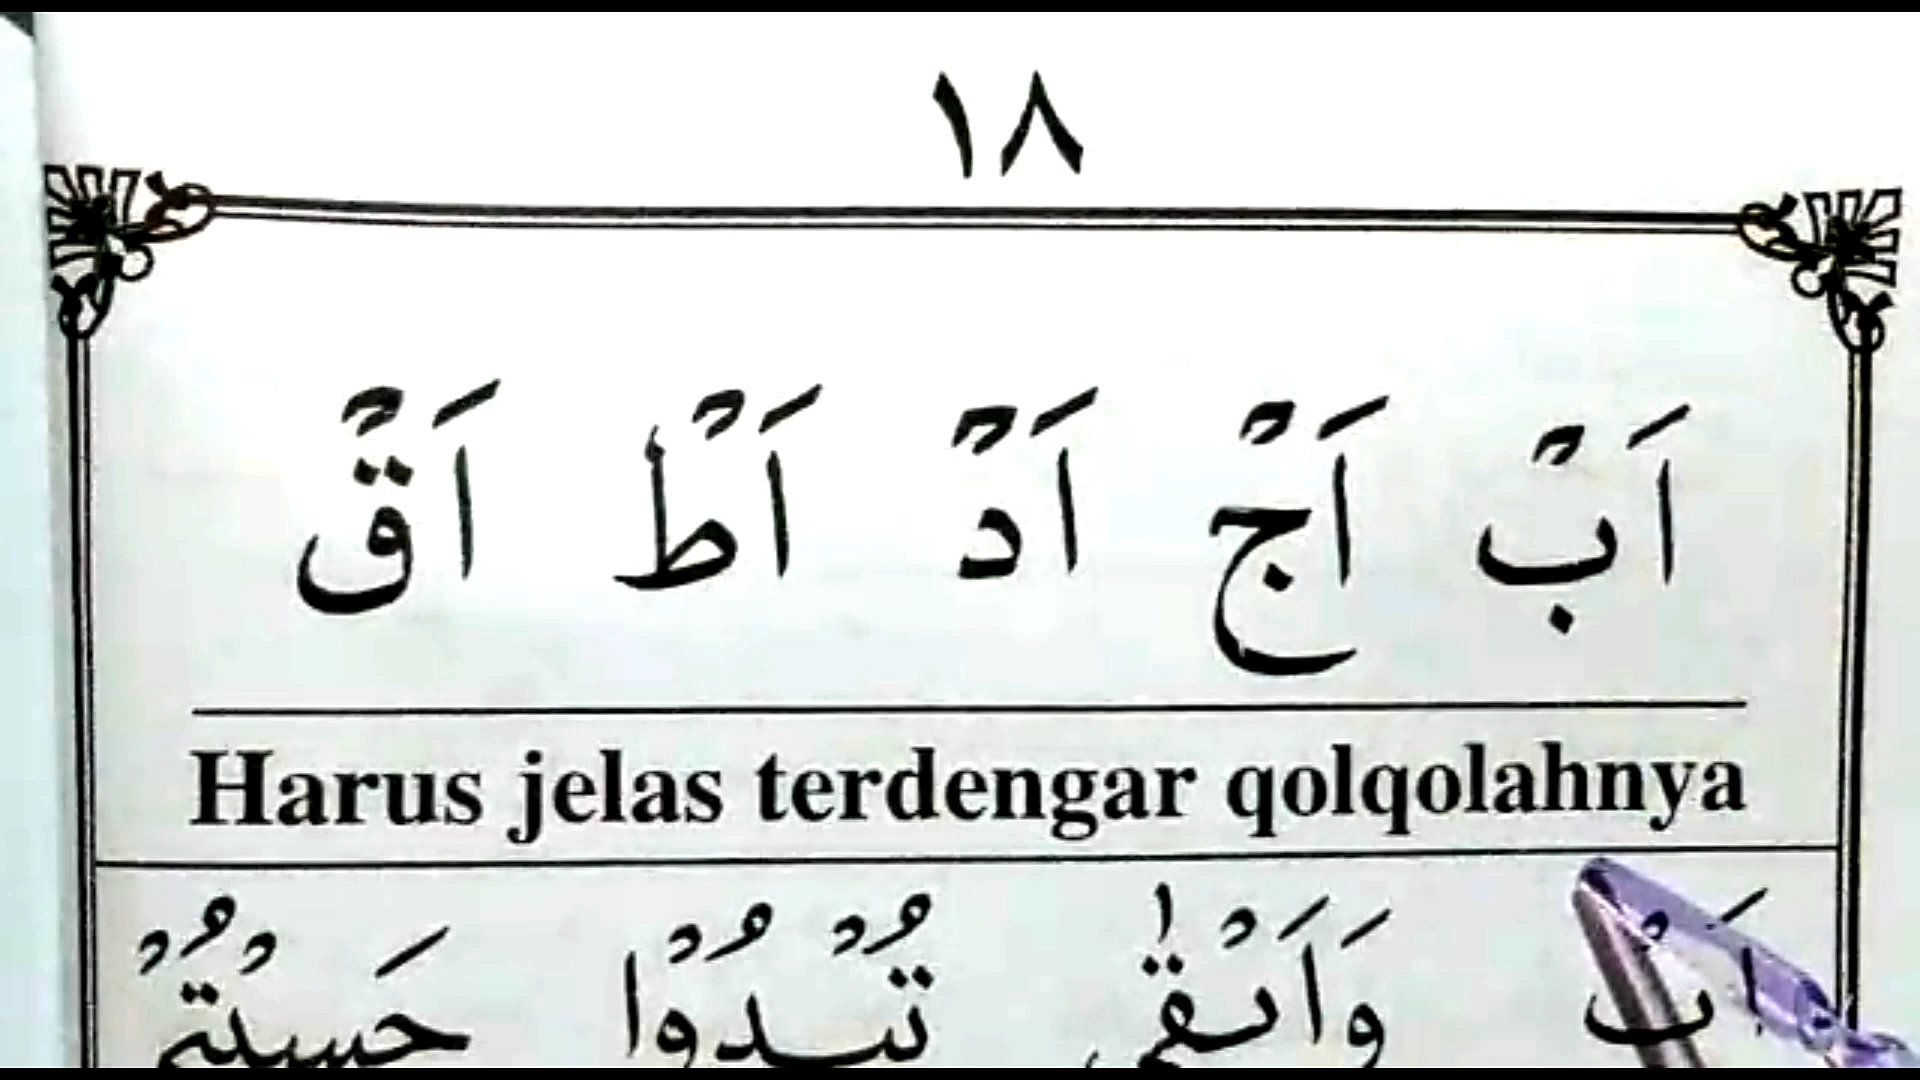 ١٨
اَبْ اَجْ اَدْ اَطْ اَقْ
Harus jelas terdengar qolqolahnya
اَبْ وَاَبْقٰى تُبْدُوْا